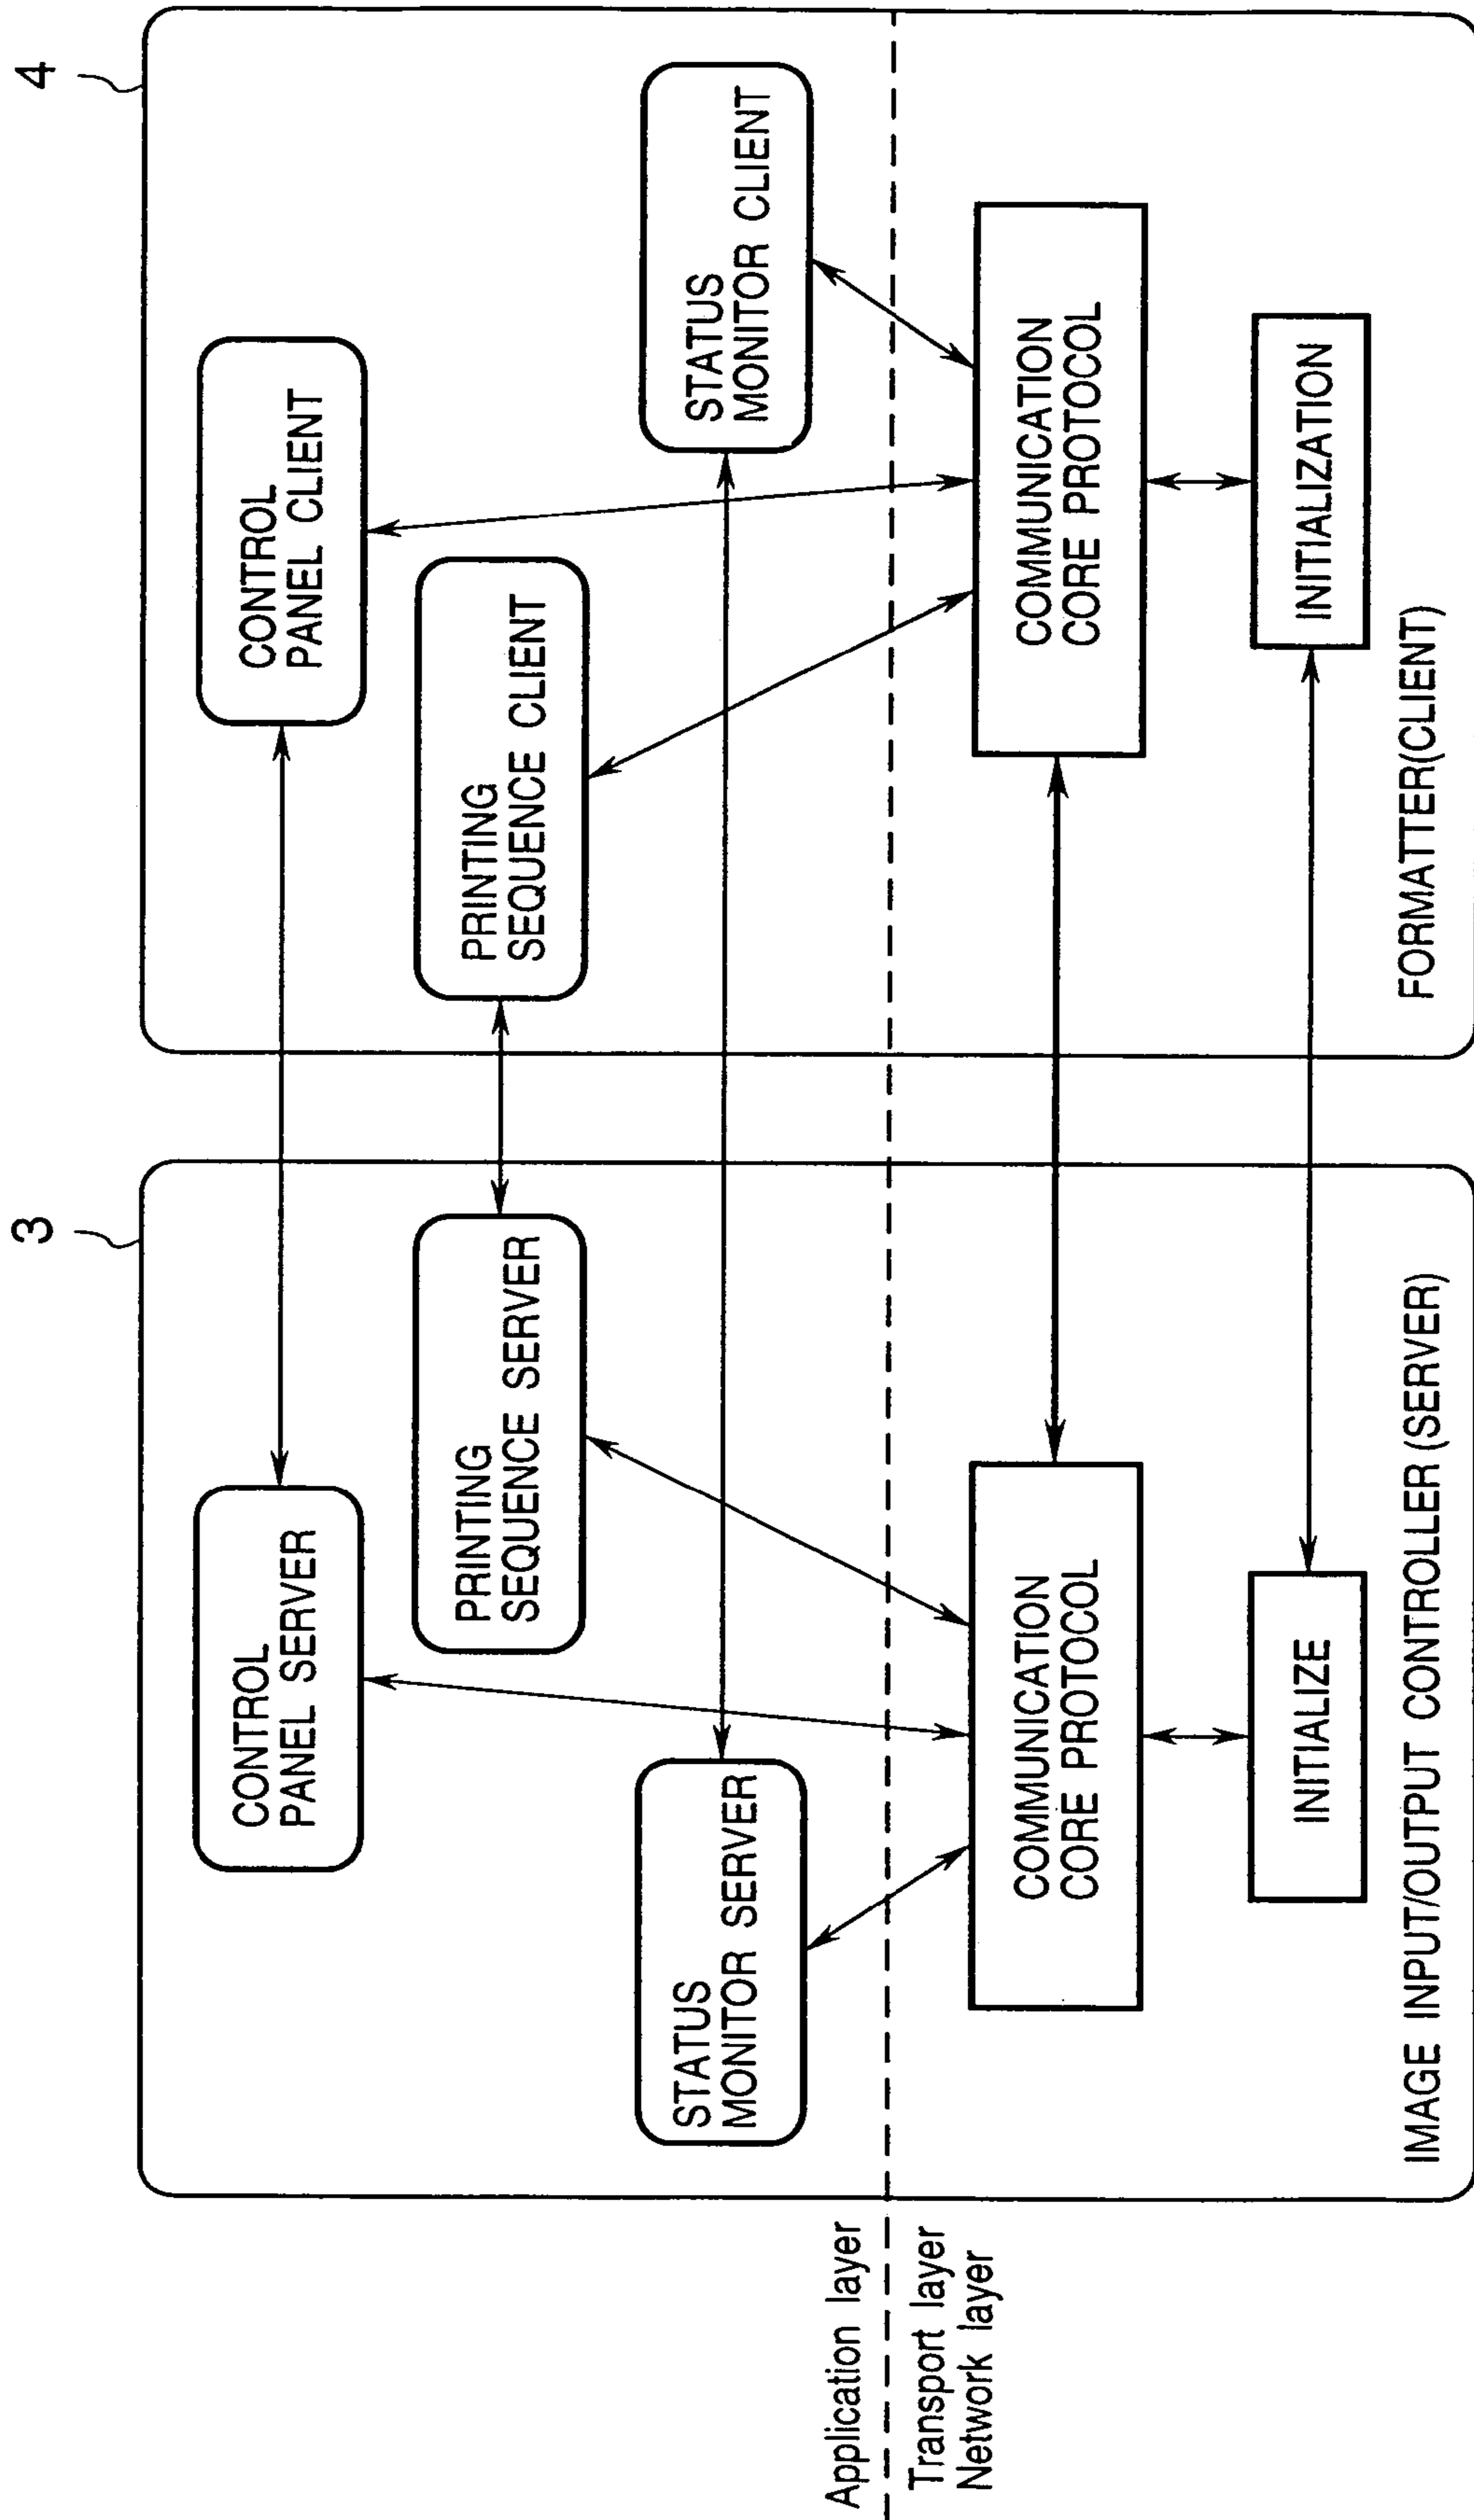 3
4
CONTROL
PANEL SERVER
CONTROL
PANEL CLIENT
PRINTING
SEQUENCE SERVER
PRINTING
SEQUENCE CLIENT
STATUS
MONITOR SERVER
STATUS
MONITOR CLIENT
Application layer
Transport layer
Network layer
COMMUNICATION
CORE PROTOCOL
COMMUNICATION
CORE PROTOCOL
INITIALIZE
INITIALIZATION
IMAGE INPUT/OUTPUT CONTROLLER(SERVER)
FORMATTER(CLIENT)